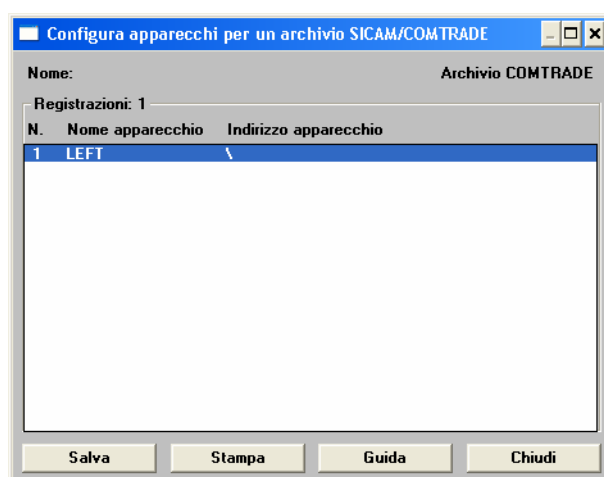 Configura apparecchi per un archivio SICAM/COMTRADE
Nome: Archivio COMTRADE
Registrazioni: 1
N. Nome apparecchio Indirizzo apparecchio
1 LEFT \
Salva Stampa Guida Chiudi